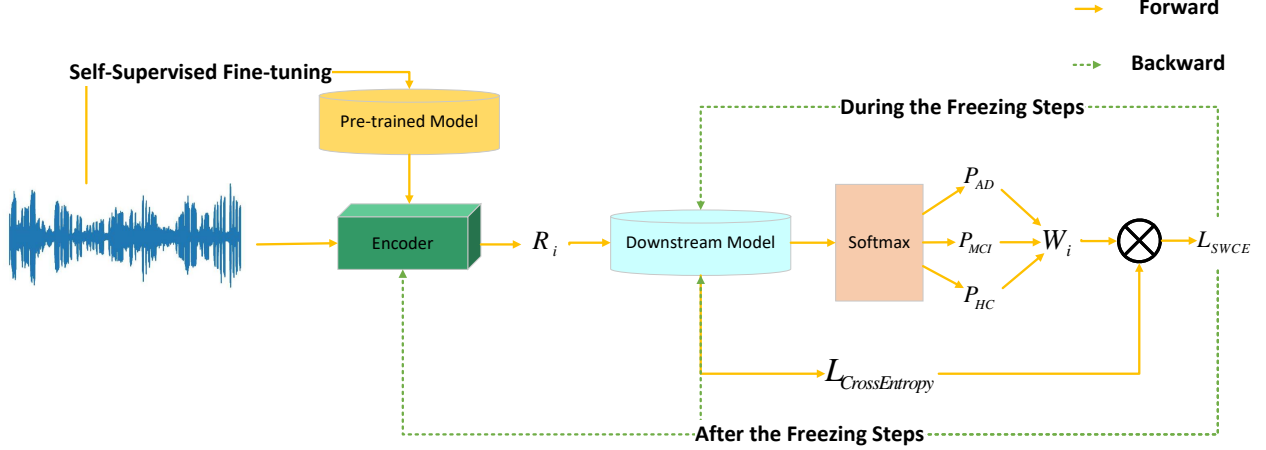 Forward
Backward
Self-Supervised Fine-tuning
Pre-trained Model
During the Freezing Steps
Encoder
R_i
Downstream Model
Softmax
P_AD
P_MCI
P_HC
W_i
L_SWCE
L_CrossEntropy
After the Freezing Steps